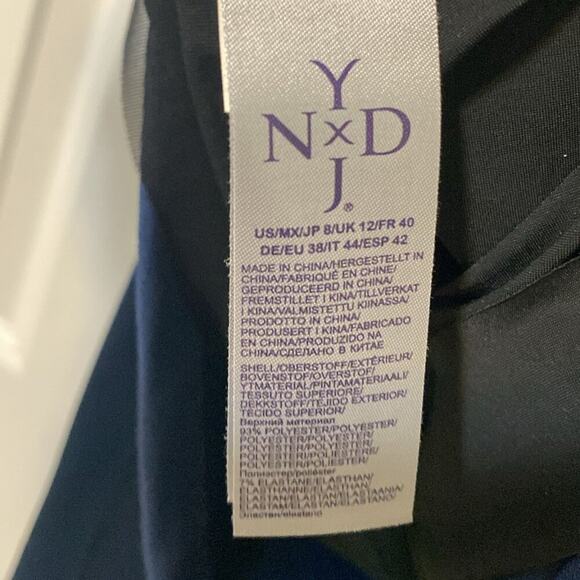 Y
N x D
J®
US/MX/JP 8/UK 12/FR 40
DE/EU 38/IT 44/ESP 42
MADE IN CHINA/HERGESTELLT IN
CHINA/FABRIQUÉ EN CHINE/
GEPRODUCEERD IN CHINA/
FREMSTILLET I KINA/TILLVERKAT
I KINA/VALMISTETTU KIINASSA/
PRODOTTO IN CHINA/
PRODUSERT I KINA/FABRICADO
EN CHINA/PRODUZIDO NA
CHINA/СДЕЛАНО В КИТАЕ
SHELL/OBERSTOFF/EXTÉRIEUR/
BOVENSTOF/OVERSTOF/
YTMATERIAL/PINTAMATERIAALI/
TESSUTO SUPERIORE/
DEKKSTOFF/TEJIDO EXTERIOR/
TECIDO SUPERIOR/
Верхний материал
93% POLYESTER/POLYESTER/
POLYESTER/POLYESTER/
POLYESTER/POLYESTER/
POLYESTERI/POLIESTERE/
POLYESTER/POLIESTER/
Полиэстер/poliéster
7% ELASTANE/ELASTHAN/
ELASTHANNE/ELASTHAN/
ELASTAN/ELASTAN/ELASTAANIA/
ELASTAM/ELASTAN/ELASTANO/
Эластан/elastano